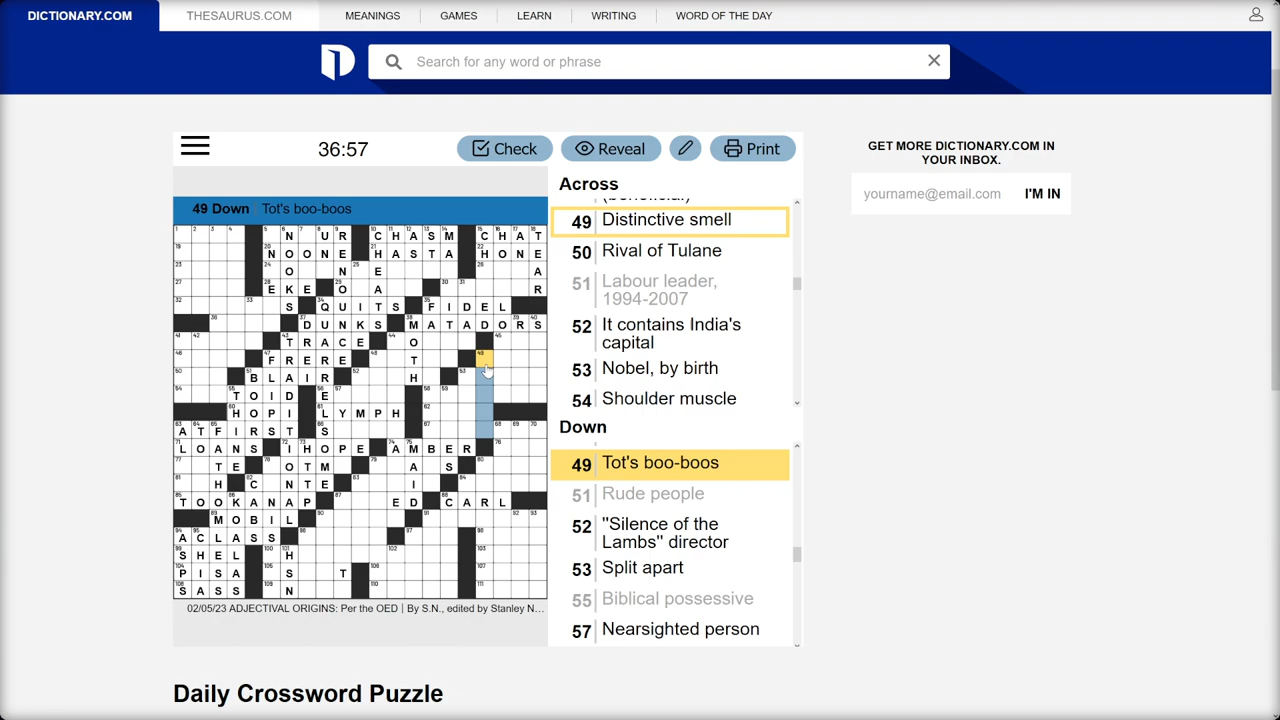 DICTIONARY.COM
THESAURUS.COM
MEANINGS
GAMES
LEARN
WRITING
WORD OF THE DAY
Search for any word or phrase
36:57
Check
Reveal
Print
GET MORE DICTIONARY.COM IN
YOUR INBOX.
yourname@email.com
I'M IN
49 Down Tot's boo-boos
Across
(beneficial)
49 Distinctive smell
50 Rival of Tulane
51 Labour leader,
1994-2007
52 It contains India's
capital
53 Nobel, by birth
54 Shoulder muscle
Down
49 Tot's boo-boos
51 Rude people
52 "Silence of the
Lambs" director
53 Split apart
55 Biblical possessive
57 Nearsighted person
N U R C H A S M C H A T
N O O N E H A S T A H O N E
O N E A
E K E O A R
S Q U I T S F I D E L
D U N K S M A T A D O R S
T R A C E O
F R E R E T
B L A I R H
T O I D E
H O P I L Y M P H
A T F I R S T S
L O A N S I H O P E A M B E R
T E O T M A S
H C N T E I
T O O K A N A P E D C A R L
M O B I L
A C L A S S
S H E L H
P I S A S T
S A S S N
02/05/23 ADJECTIVAL ORIGINS: Per the OED | By S.N., edited by Stanley N...
Daily Crossword Puzzle